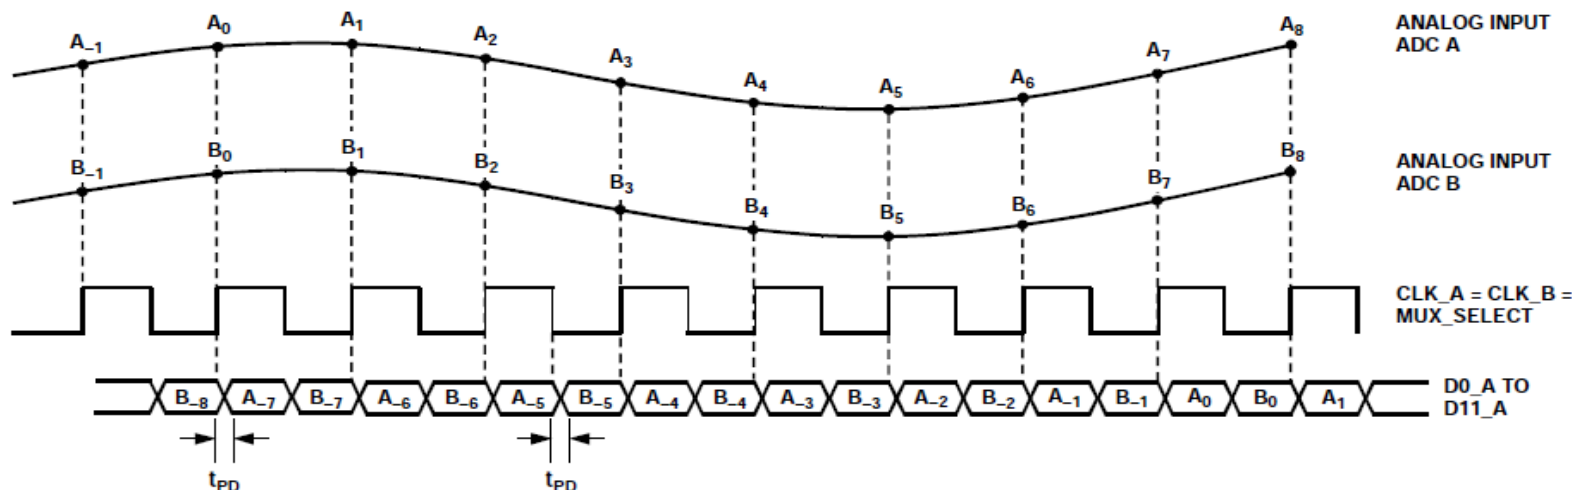 A–1 A0 A1 A2 A3 A4 A5 A6 A7 A8
ANALOG INPUT
ADC A
B–1 B0 B1 B2 B3 B4 B5 B6 B7 B8
ANALOG INPUT
ADC B
CLK_A = CLK_B =
MUX_SELECT
B–8 A–7 B–7 A–6 B–6 A–5 B–5 A–4 B–4 A–3 B–3 A–2 B–2 A–1 B–1 A0 B0 A1
D0_A TO
D11_A
tPD tPD